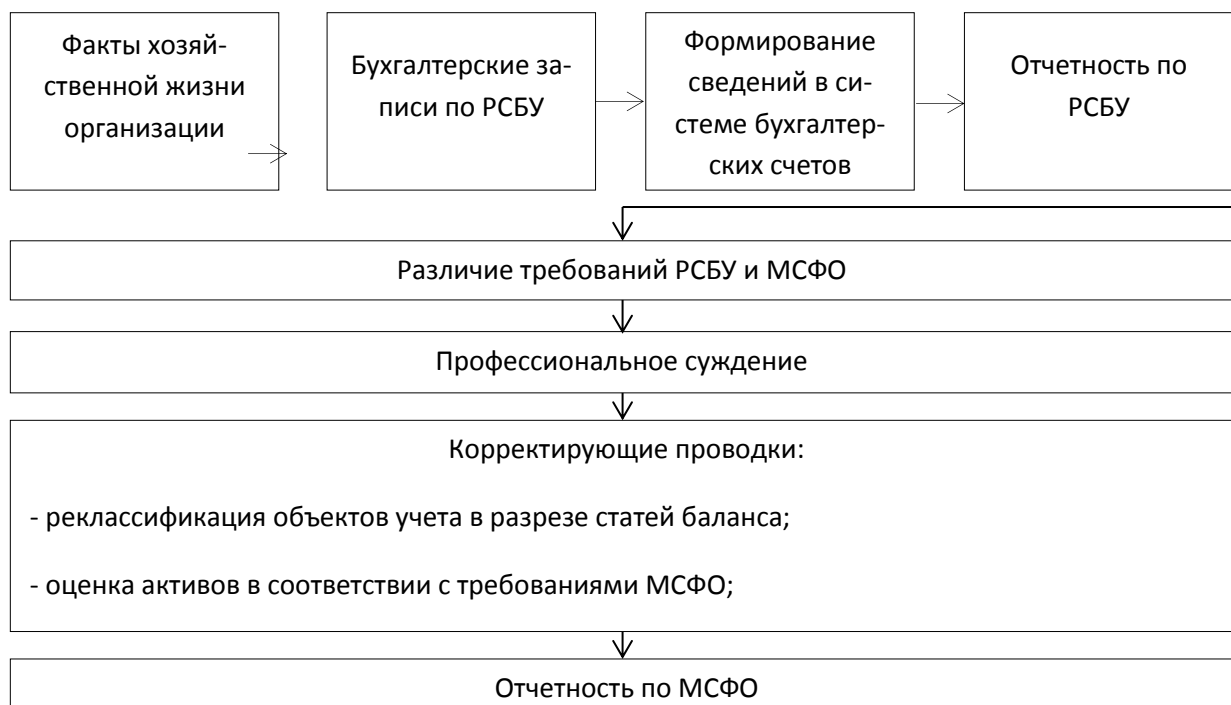 Факты хозяй-
ственной жизни
организации
Бухгалтерские за-
писи по РСБУ
Формирование
сведений в си-
стеме бухгалтер-
ских счетов
Отчетность по
РСБУ
Различие требований РСБУ и МСФО
Профессиональное суждение
Корректирующие проводки:
- реклассификация объектов учета в разрезе статей баланса;
- оценка активов в соответствии с требованиями МСФО;
Отчетность по МСФО